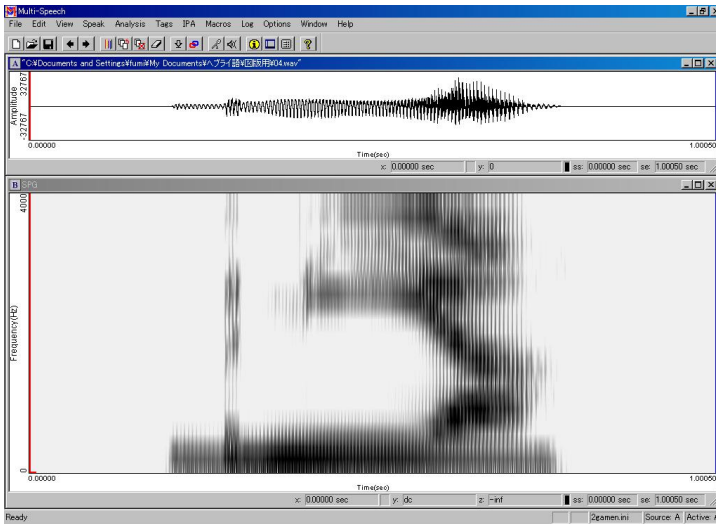 Multi-Speech
File Edit View Speak Analysis Tags IPA Macros Log Options Window Help
A "C:¥Documents and Settings¥fumi¥My Documents¥ヘブライ語¥図版用¥04.wav"
Amplitude
-32767 32767
0.00000 1.00050
Time(sec)
x: 0.00000 sec y: 0 ss: 0.00000 sec se: 1.00050 sec
B SPG
4000
Frequency(Hz)
0
0.00000 1.00050
Time(sec)
x: 0.00000 sec y: dc z: -inf ss: 0.00000 sec se: 1.00050 sec
Ready 2gamen.ini Source: A Active: